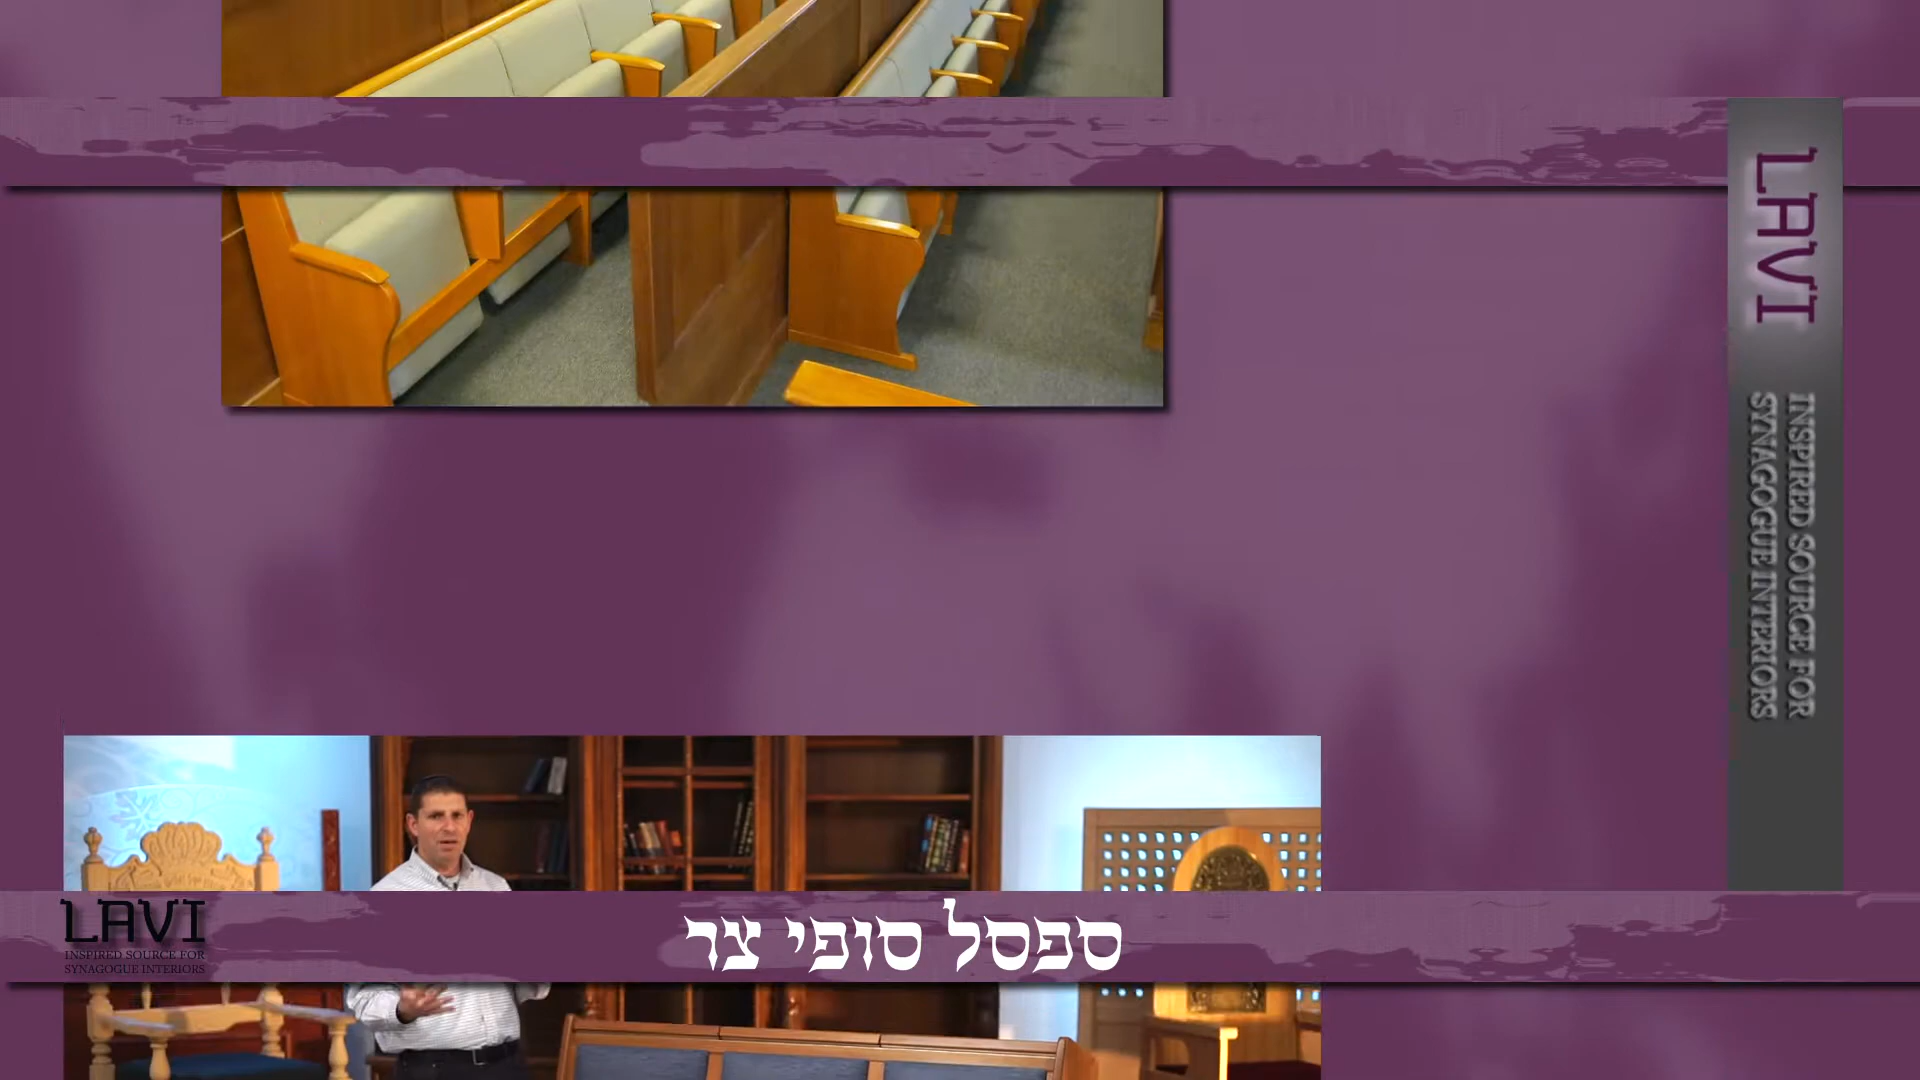 LAVI
INSPIRED SOURCE FOR
SYNAGOGUE INTERIORS
LAVI
INSPIRED SOURCE FOR
SYNAGOGUE INTERIORS
ספסל סופי צר